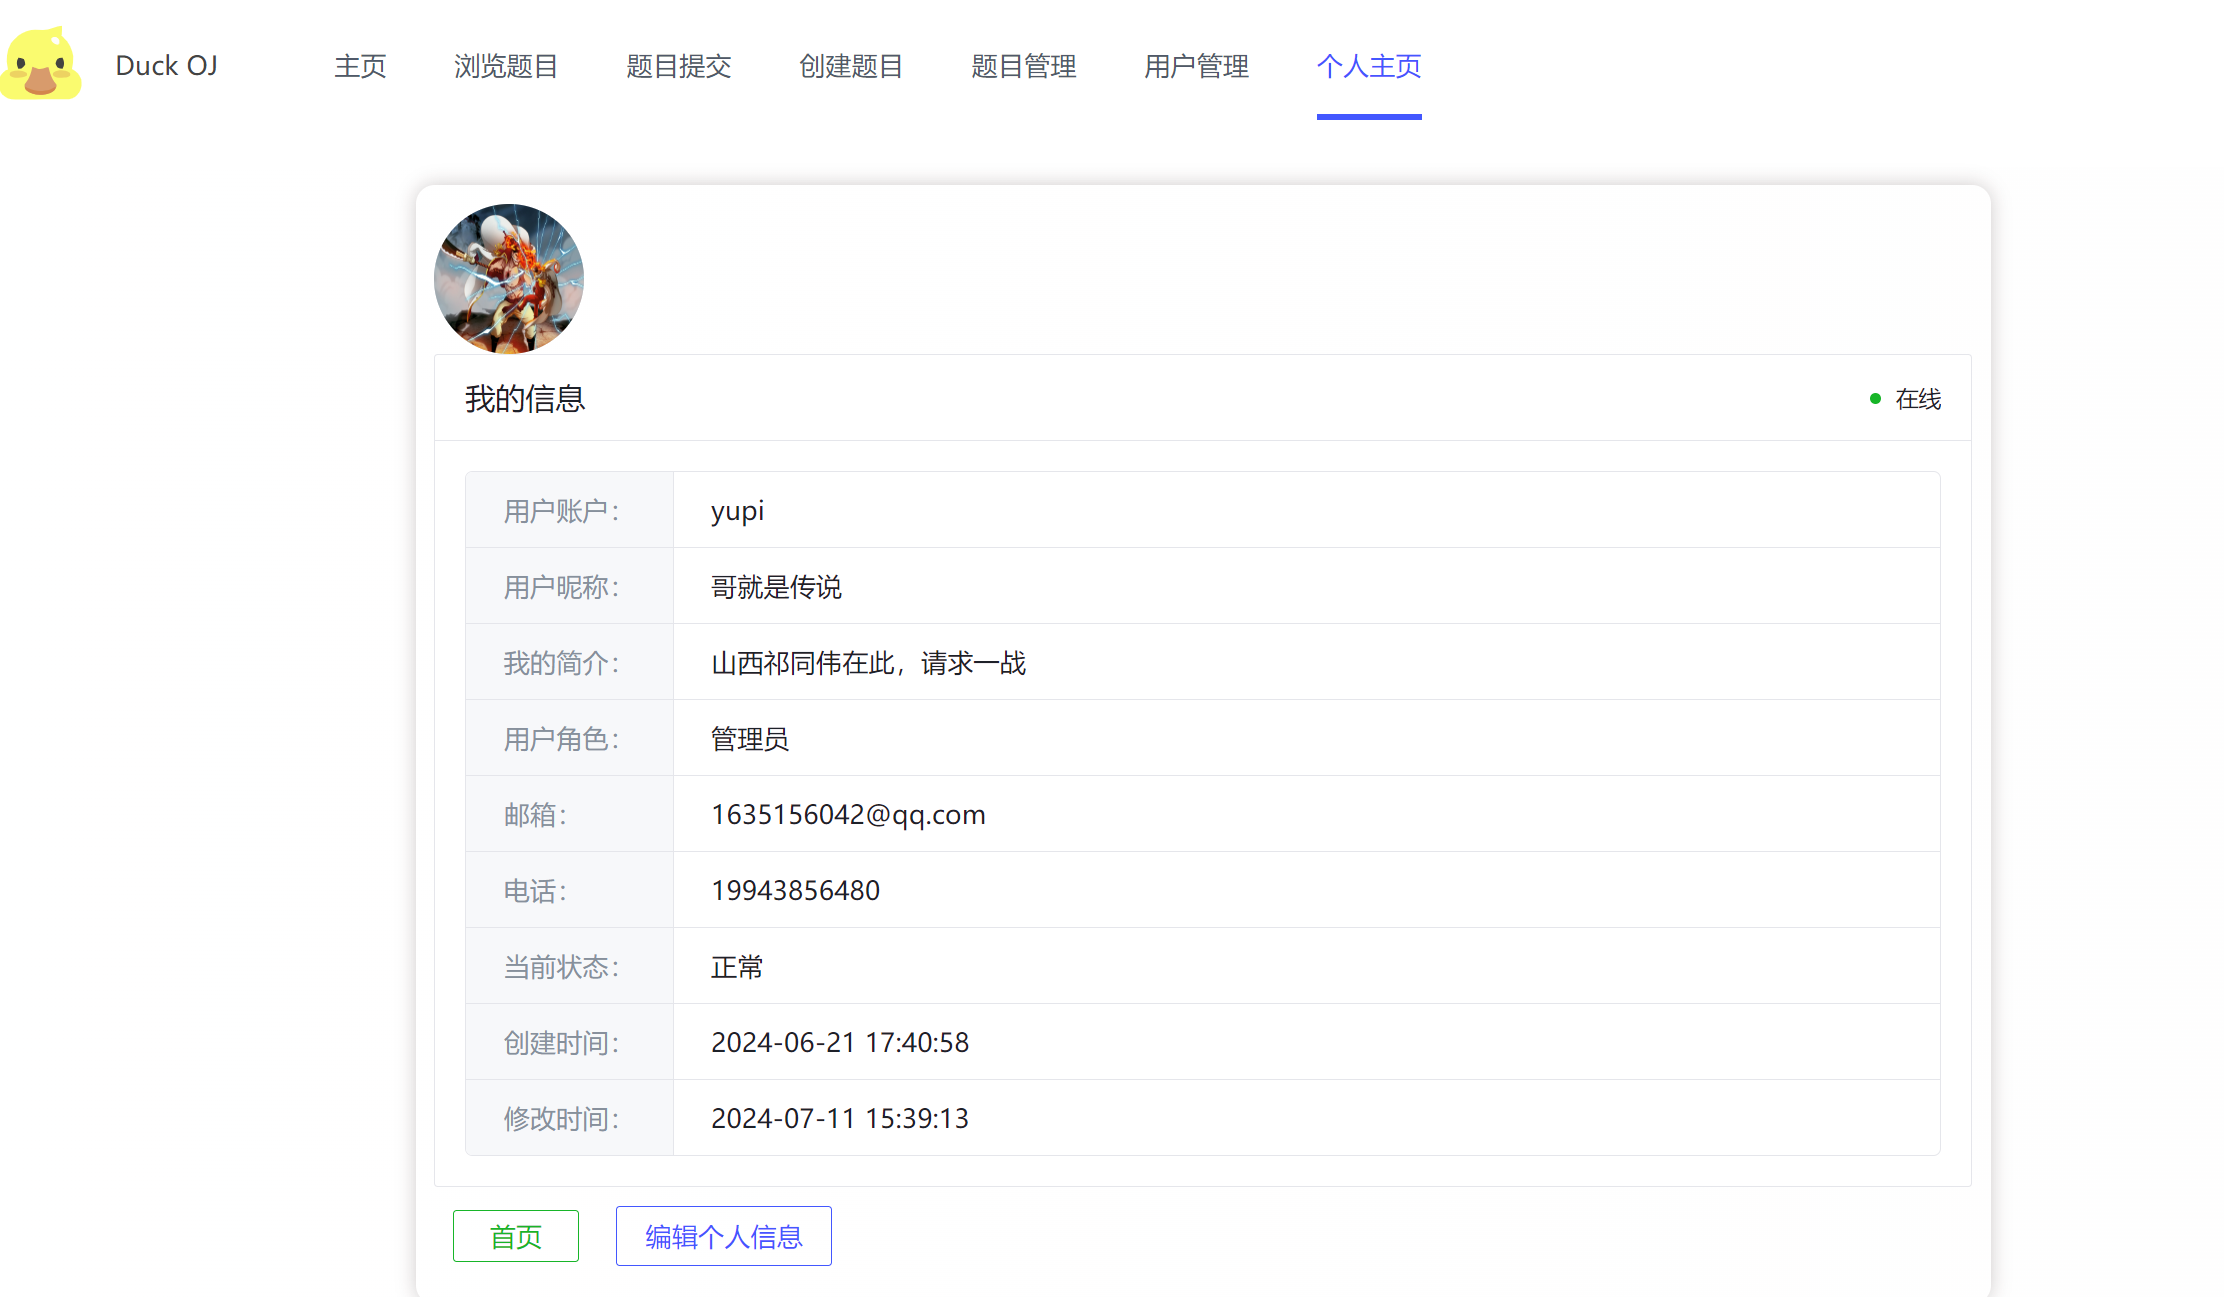 Duck OJ 主页 浏览题目 题目提交 创建题目 题目管理 用户管理 个人主页
我的信息 在线
用户账户： yupi
用户昵称： 哥就是传说
我的简介： 山西祁同伟在此，请求一战
用户角色： 管理员
邮箱： 1635156042@qq.com
电话： 19943856480
当前状态： 正常
创建时间： 2024-06-21 17:40:58
修改时间： 2024-07-11 15:39:13
首页 编辑个人信息